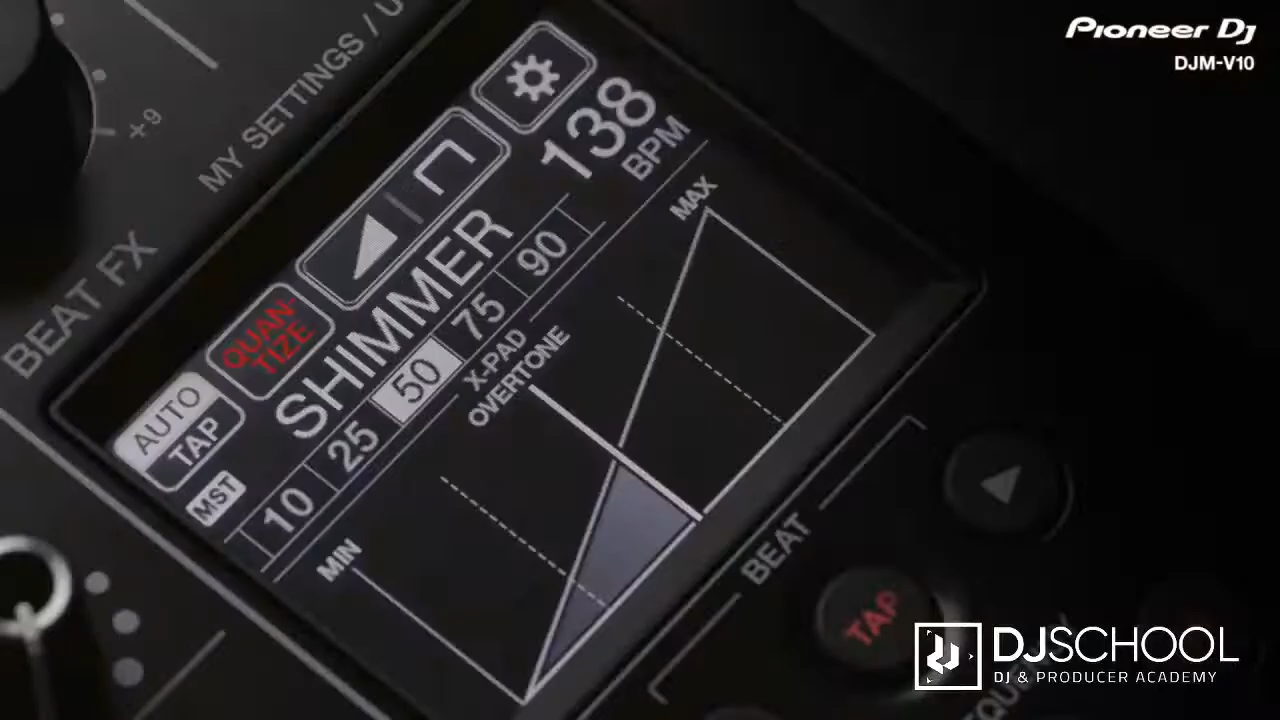 Pioneer Dj
DJM-V10
+9
MY SETTINGS / U
BEAT FX
138
BPM
QUAN-
TIZE
SHIMMER
AUTO
TAP
MST
10 25 50 75 90
X-PAD
OVERTONE
MAX
MIN
BEAT
TAP
DJSCHOOL
DJ & PRODUCER ACADEMY